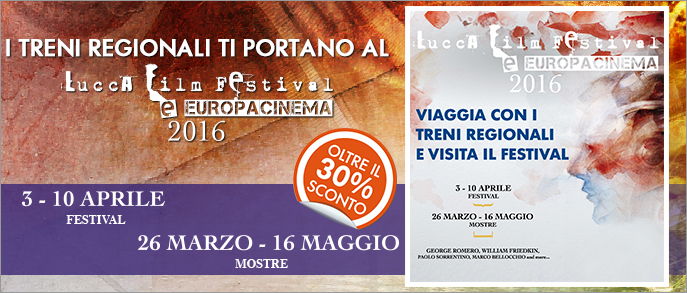 I TRENI REGIONALI TI PORTANO AL
LuccA Film Festival
e EUROPACINEMA
2016
OLTRE IL
30%
SCONTO
3 - 10 APRILE
FESTIVAL
26 MARZO - 16 MAGGIO
MOSTRE
LuccA Film Festival
e EUROPACINEMA
2016
VIAGGIA CON I
TRENI REGIONALI
E VISITA IL FESTIVAL
3 - 10 APRILE
FESTIVAL
26 MARZO - 16 MAGGIO
MOSTRE
GEORGE ROMERO, WILLIAM FRIEDKIN,
PAOLO SORRENTINO, MARCO BELLOCCHIO and more...